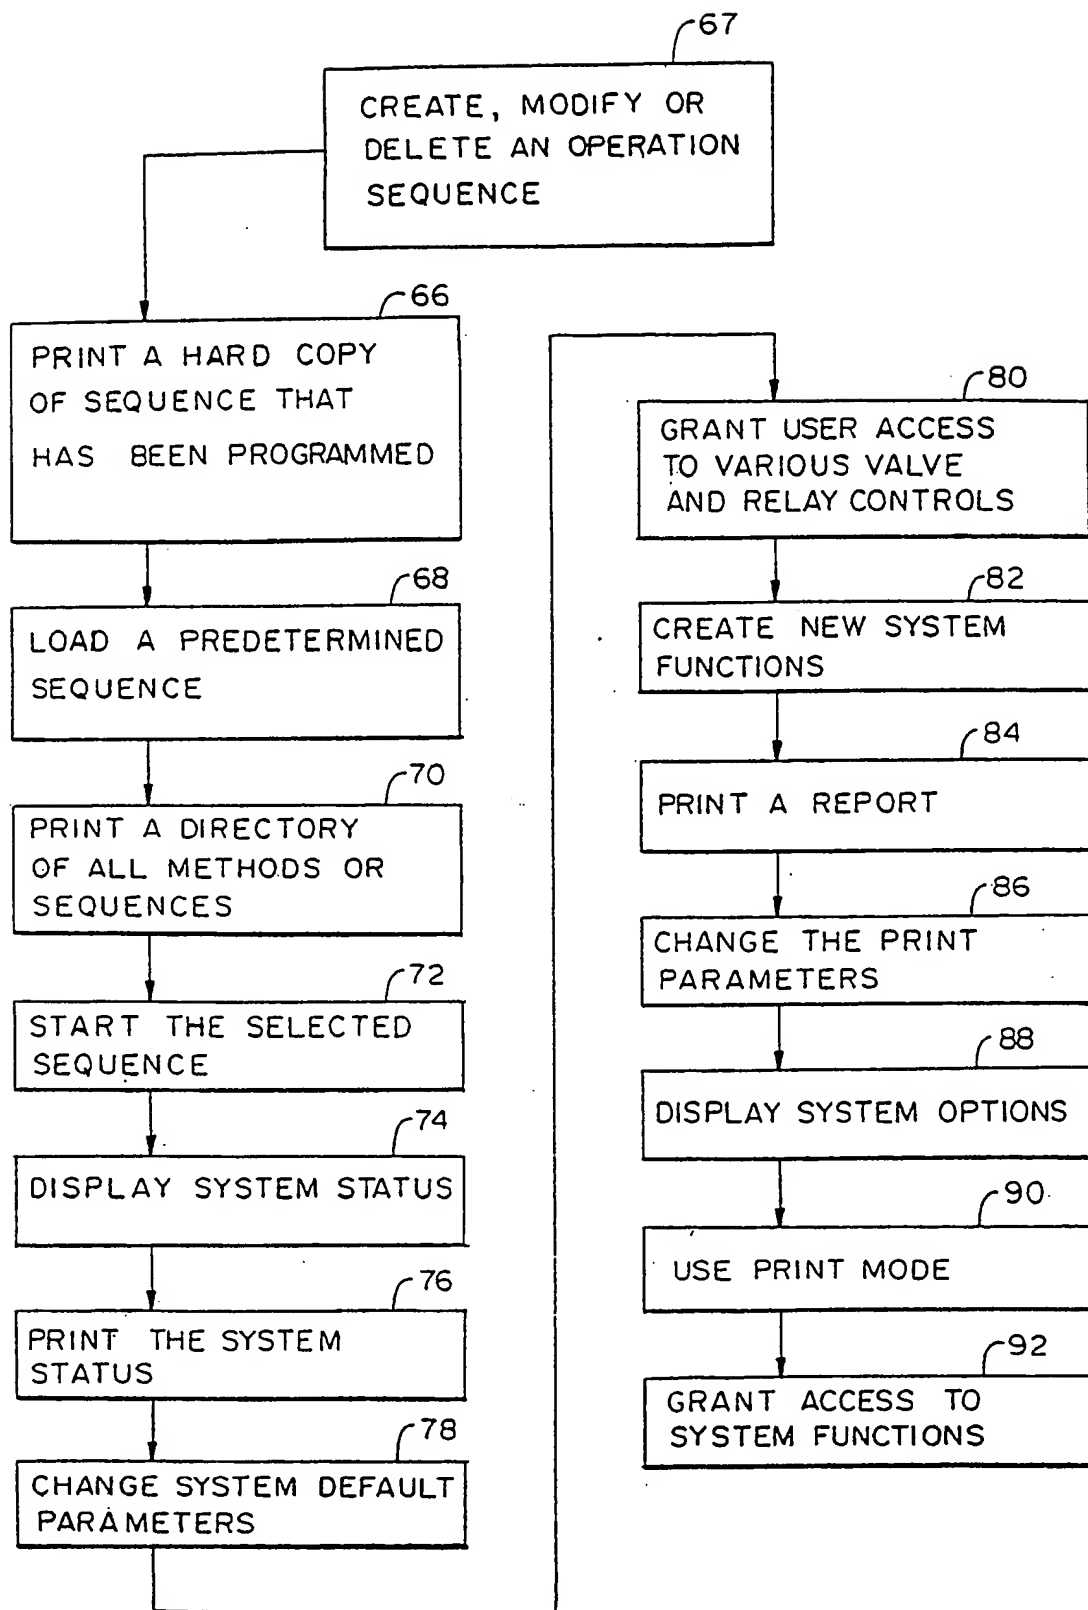 67
CREATE, MODIFY OR
DELETE AN OPERATION
SEQUENCE
66
PRINT A HARD COPY
OF SEQUENCE THAT
HAS BEEN PROGRAMMED
68
LOAD A PREDETERMINED
SEQUENCE
70
PRINT A DIRECTORY
OF ALL METHODS OR
SEQUENCES
72
START THE SELECTED
SEQUENCE
74
DISPLAY SYSTEM STATUS
76
PRINT THE SYSTEM
STATUS
78
CHANGE SYSTEM DEFAULT
PARAMETERS
80
GRANT USER ACCESS
TO VARIOUS VALVE
AND RELAY CONTROLS
82
CREATE NEW SYSTEM
FUNCTIONS
84
PRINT A REPORT
86
CHANGE THE PRINT
PARAMETERS
88
DISPLAY SYSTEM OPTIONS
90
USE PRINT MODE
92
GRANT ACCESS TO
SYSTEM FUNCTIONS